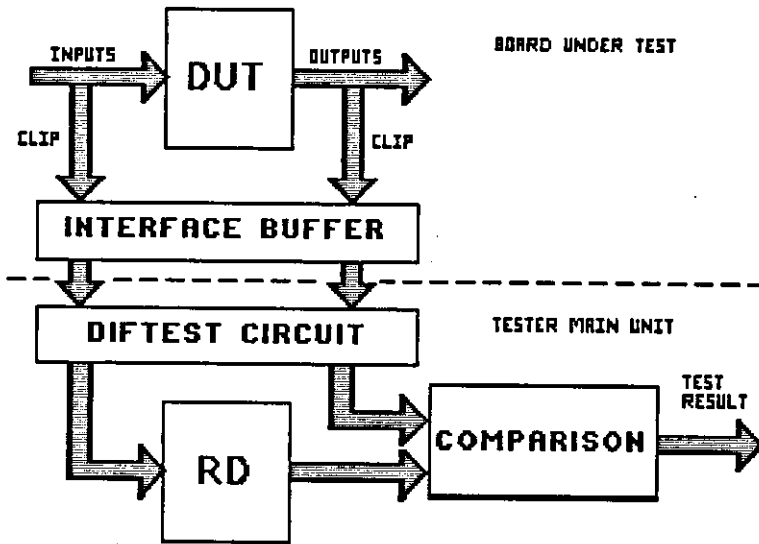 INPUTS
DUT
OUTPUTS
BOARD UNDER TEST
CLIP
CLIP
INTERFACE BUFFER
DIFTEST CIRCUIT
TESTER MAIN UNIT
TEST
RESULT
COMPARISON
RD